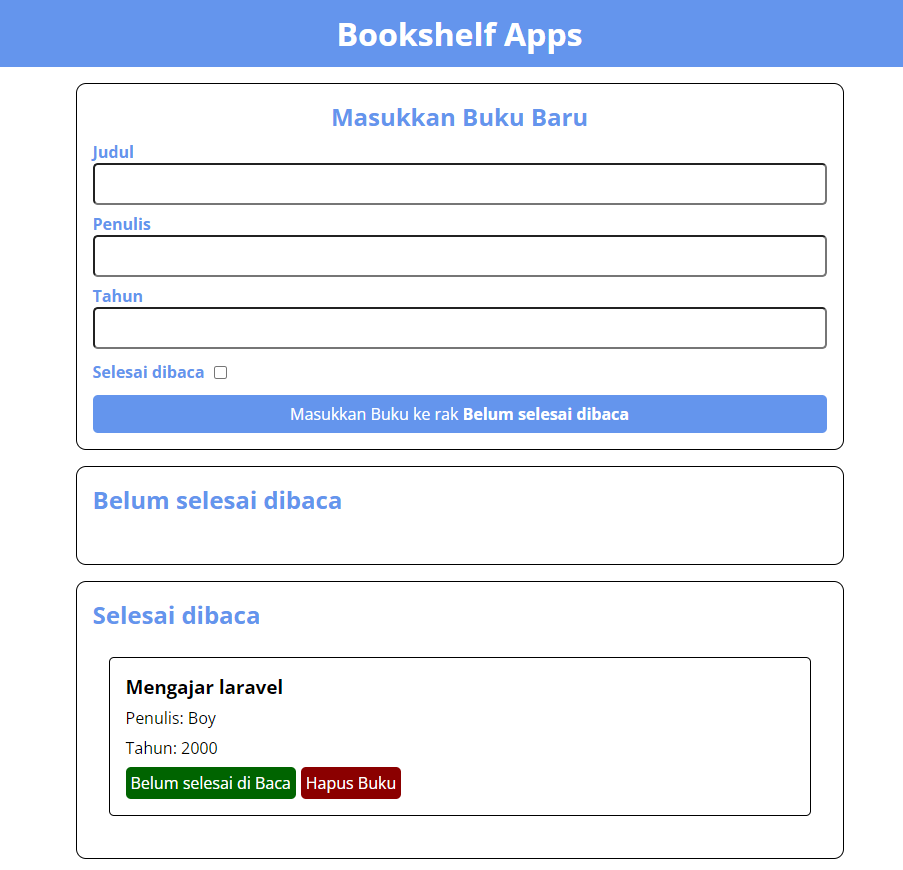 Bookshelf Apps
Masukkan Buku Baru
Judul
Penulis
Tahun
Selesai dibaca
Masukkan Buku ke rak Belum selesai dibaca
Belum selesai dibaca
Selesai dibaca
Mengajar laravel
Penulis: Boy
Tahun: 2000
Belum selesai di Baca Hapus Buku